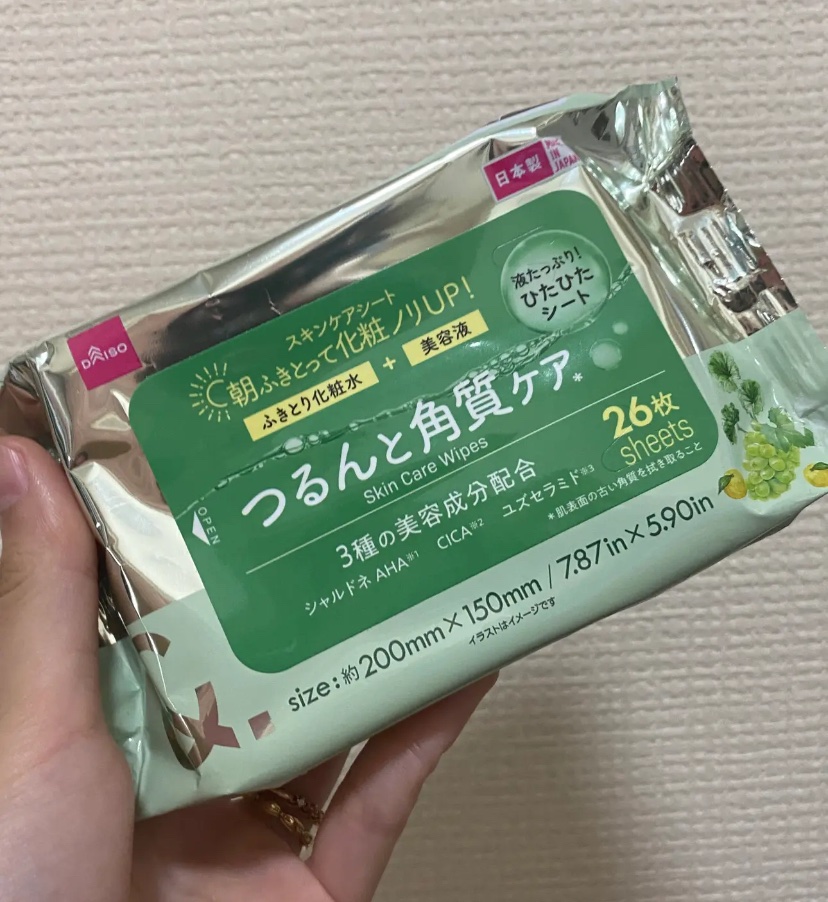 日本製
MADE IN JAPAN
DAISO
液たっぷり!
ひたひた
シート
スキンケアシート
朝ふきとって化粧ノリUP!
ふきとり化粧水 + 美容液
つるんと角質ケア*
Skin Care Wipes
26枚
sheets
OPEN
3種の美容成分配合
シャルドネ AHA※1 CICA※2 ユズセラミド※3
*肌表面の古い角質を拭き取ること
size:約200mm×150mm / 7.87in×5.90in
イラストはイメージです
&.